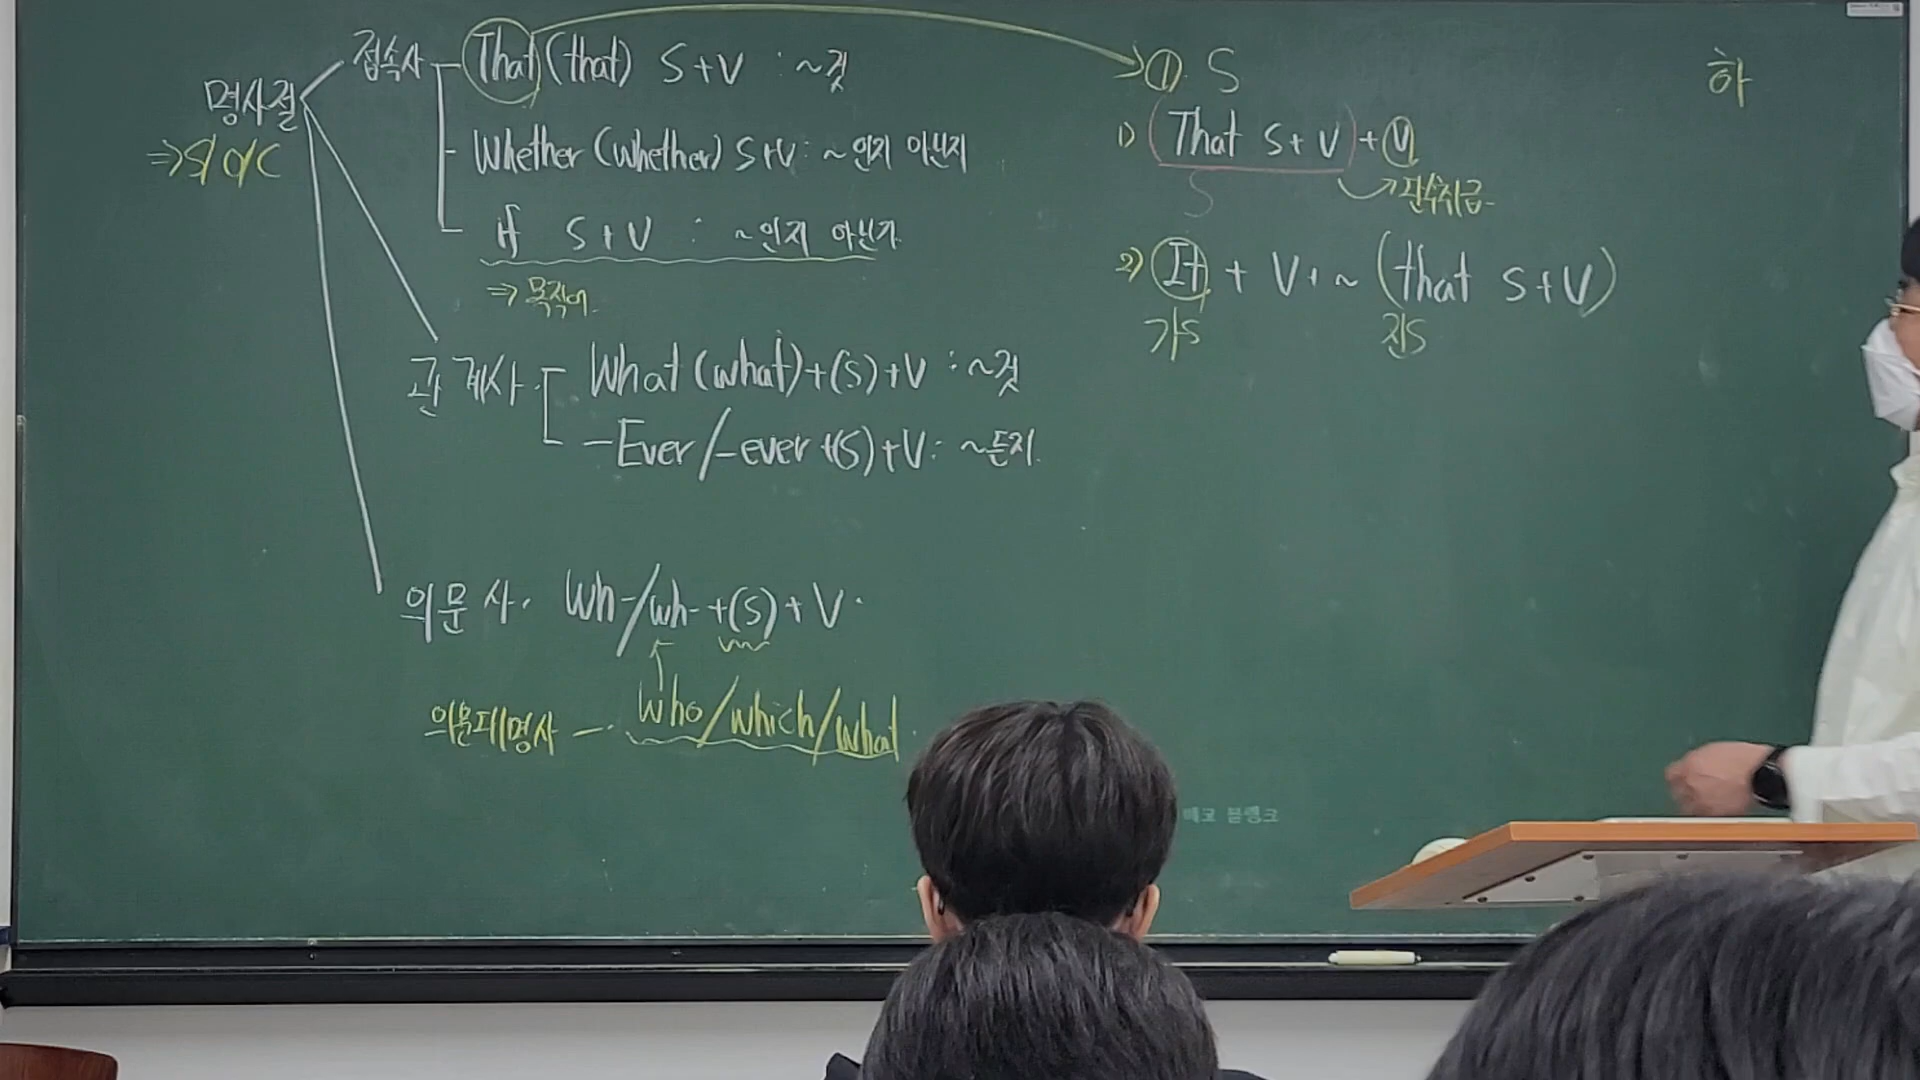 명사절
⇒ S/O/C
접속사
That (that) S+V : ~것
Whether (whether) S+V : ~인지 아닌지
if S+V : ~인지 아닌지
⇒ 목적어
관계사
What (what)+(S)+V : ~것
-Ever/-ever+(S)+V : ~든지
의문사. Wh-/wh-+(S)+V
의문대명사 - who/which/what
→ ① S
1) (That S+V)+V
S → 단수취급
2) It + V+ ~ (that S+V)
가S 진S
하